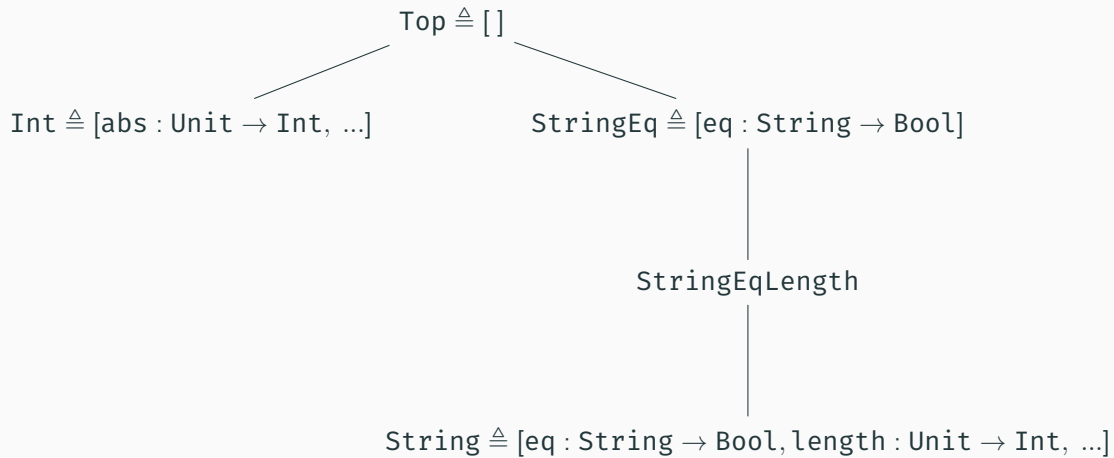 Top ≜ []
Int ≜ [abs : Unit → Int, ...]
StringEq ≜ [eq : String → Bool]
StringEqLength
String ≜ [eq : String → Bool, length : Unit → Int, ...]